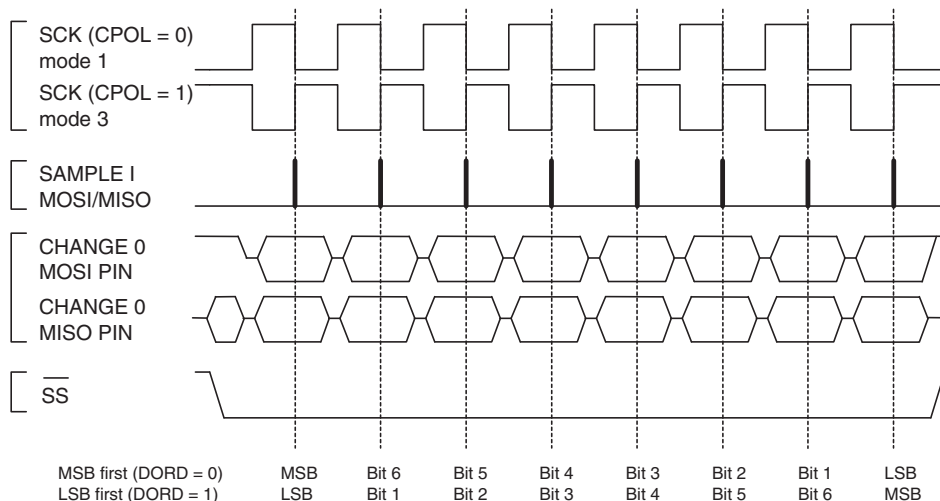 SCK (CPOL = 0)
mode 1
SCK (CPOL = 1)
mode 3
SAMPLE I
MOSI/MISO
CHANGE 0
MOSI PIN
CHANGE 0
MISO PIN
SS
MSB first (DORD = 0) MSB Bit 6 Bit 5 Bit 4 Bit 3 Bit 2 Bit 1 LSB
LSB first (DORD = 1) LSB Bit 1 Bit 2 Bit 3 Bit 4 Bit 5 Bit 6 MSB